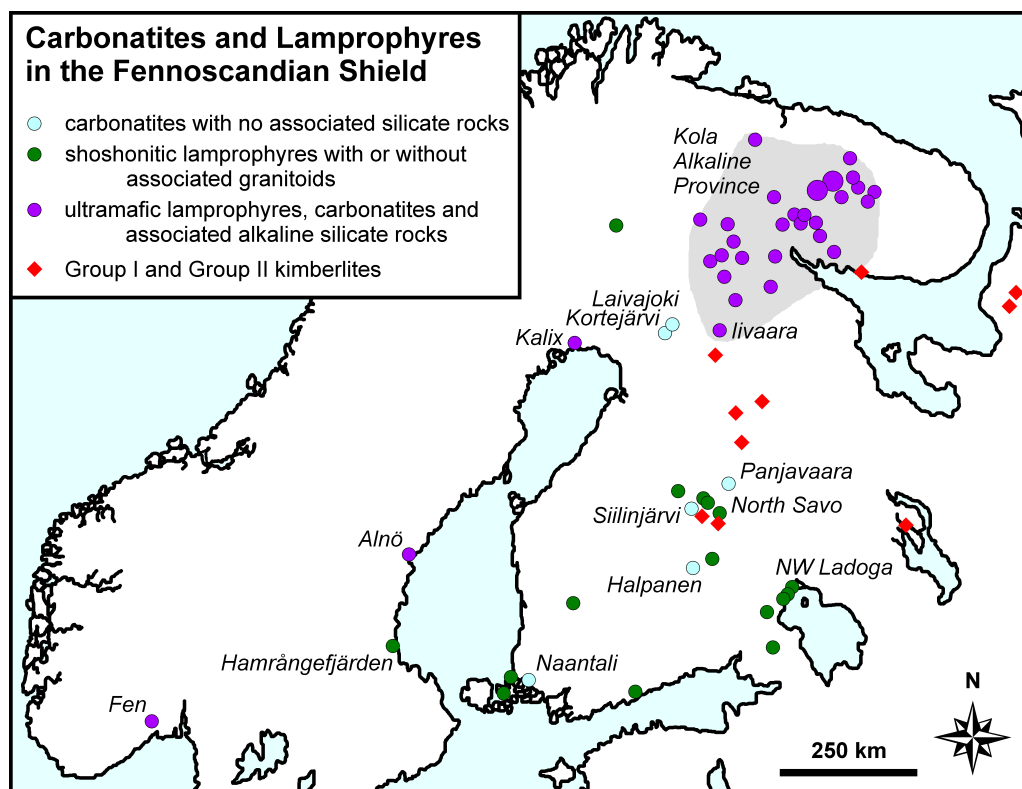 Carbonatites and Lamprophyres
in the Fennoscandian Shield
carbonatites with no associated silicate rocks
shoshonitic lamprophyres with or without
associated granitoids
ultramafic lamprophyres, carbonatites and
associated alkaline silicate rocks
Group I and Group II kimberlites
Kola
Alkaline
Province
Laivajoki
Kortejärvi
Kalix
Iivaara
Panjavaara
North Savo
Siilinjärvi
Alnö
Halpanen
NW Ladoga
Hamrångefjärden
Naantali
Fen
N
250 km